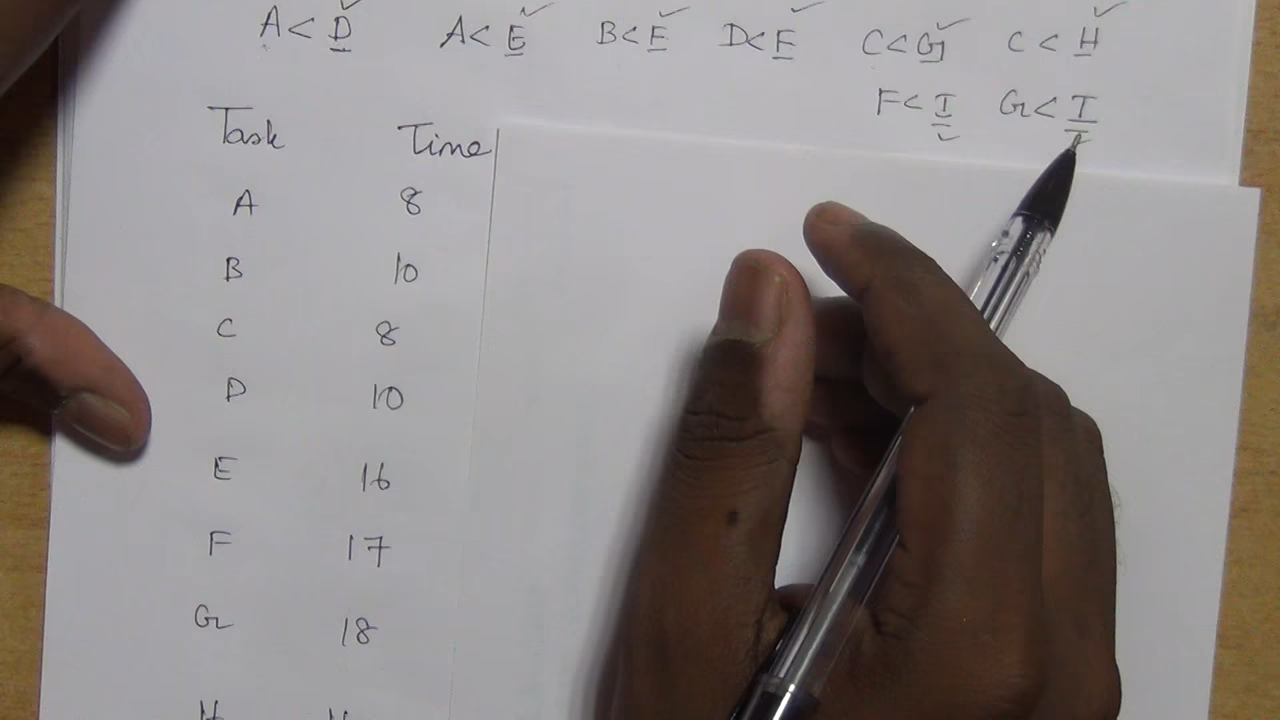 A < D A < E B < F D < F C < G C < H
F < I G < I
Task Time
A 8
B 10
C 8
D 10
E 16
F 17
G 18
H